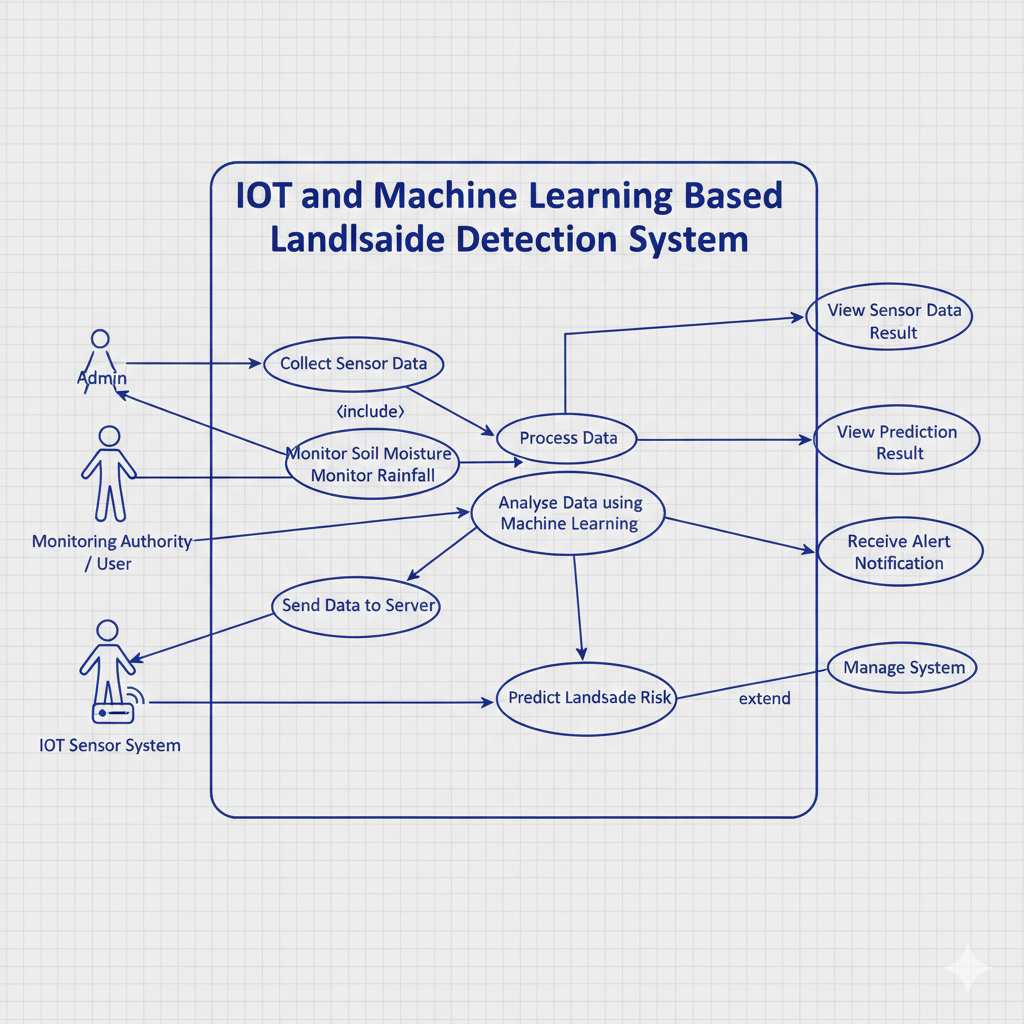 IOT and Machine Learning Based
Landlsaide Detection System
View Sensor Data
Result
Admin
Collect Sensor Data
〈include〉
Process Data
View Prediction
Result
Monitor Soil Moisture
Monitor Rainfall
Analyse Data using
Machine Learning
Monitoring Authority
/ User
Receive Alert
Notification
Send Data to Server
Manage System
Predict Landsade Risk
extend
IOT Sensor System